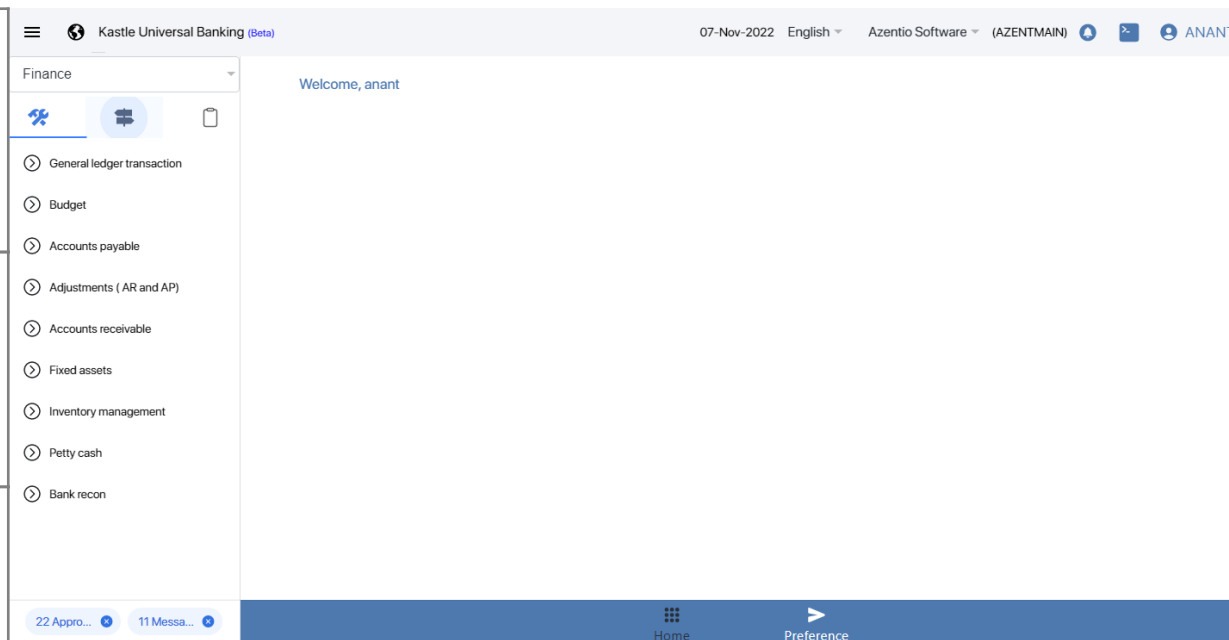 Kastle Universal Banking (Beta)
07-Nov-2022 English Azentio Software (AZENTMAIN) ANANT
Finance
Welcome, anant
General ledger transaction
Budget
Accounts payable
Adjustments ( AR and AP)
Accounts receivable
Fixed assets
Inventory management
Petty cash
Bank recon
22 Appro... 11 Messa...
Home Preference